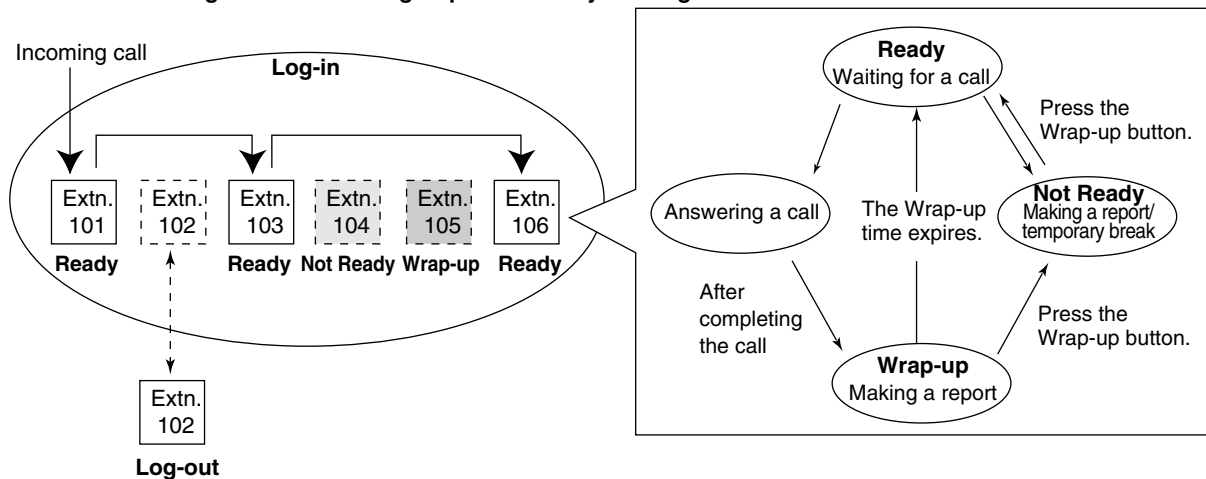 Incoming call
Log-in
Extn.
101
Extn.
102
Extn.
103
Extn.
104
Extn.
105
Extn.
106
Ready
Ready
Not Ready
Wrap-up
Ready
Extn.
102
Log-out
Ready
Waiting for a call
Press the
Wrap-up button.
Answering a call
The Wrap-up
time expires.
Not Ready
Making a report/
temporary break
After
completing
the call
Press the
Wrap-up button.
Wrap-up
Making a report